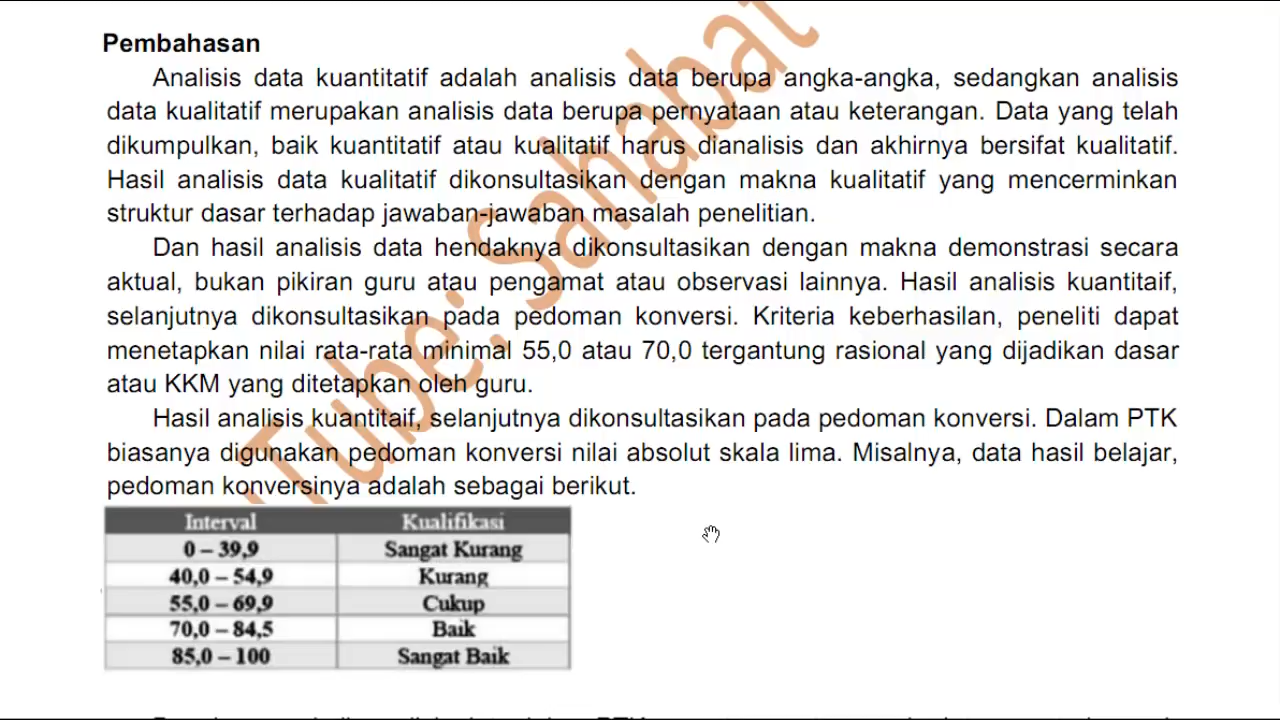 Pembahasan
Analisis data kuantitatif adalah analisis data berupa angka-angka, sedangkan analisis
data kualitatif merupakan analisis data berupa pernyataan atau keterangan. Data yang telah
dikumpulkan, baik kuantitatif atau kualitatif harus dianalisis dan akhirnya bersifat kualitatif.
Hasil analisis data kualitatif dikonsultasikan dengan makna kualitatif yang mencerminkan
struktur dasar terhadap jawaban-jawaban masalah penelitian.
Dan hasil analisis data hendaknya dikonsultasikan dengan makna demonstrasi secara
aktual, bukan pikiran guru atau pengamat atau observasi lainnya. Hasil analisis kuantitaif,
selanjutnya dikonsultasikan pada pedoman konversi. Kriteria keberhasilan, peneliti dapat
menetapkan nilai rata-rata minimal 55,0 atau 70,0 tergantung rasional yang dijadikan dasar
atau KKM yang ditetapkan oleh guru.
Hasil analisis kuantitaif, selanjutnya dikonsultasikan pada pedoman konversi. Dalam PTK
biasanya digunakan pedoman konversi nilai absolut skala lima. Misalnya, data hasil belajar,
pedoman konversinya adalah sebagai berikut.
Interval Kualifikasi
0 – 39,9 Sangat Kurang
40,0 – 54,9 Kurang
55,0 – 69,9 Cukup
70,0 – 84,5 Baik
85,0 – 100 Sangat Baik
Tube: Sahabat